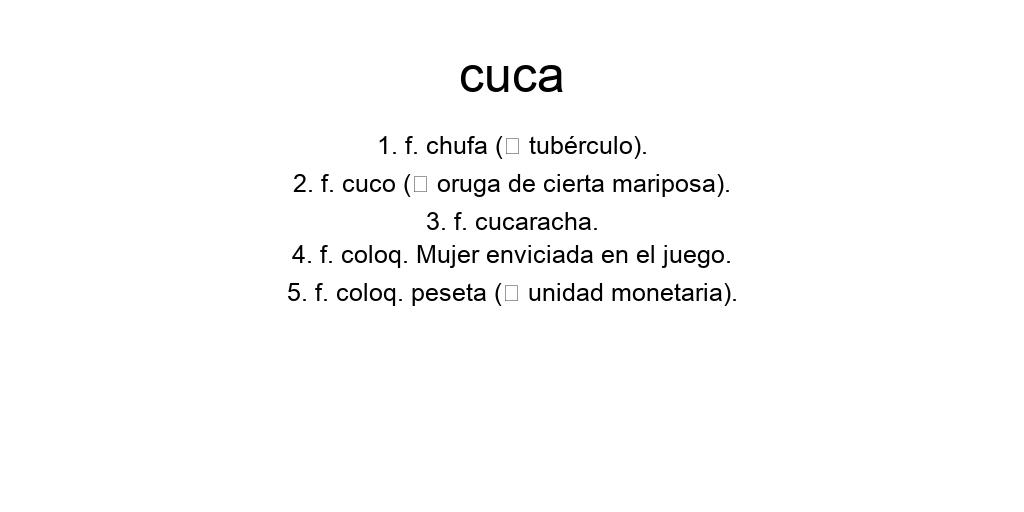 cuca
1. f. chufa (□ tubérculo).
2. f. cuco (□ oruga de cierta mariposa).
3. f. cucaracha.
4. f. coloq. Mujer enviciada en el juego.
5. f. coloq. peseta (□ unidad monetaria).